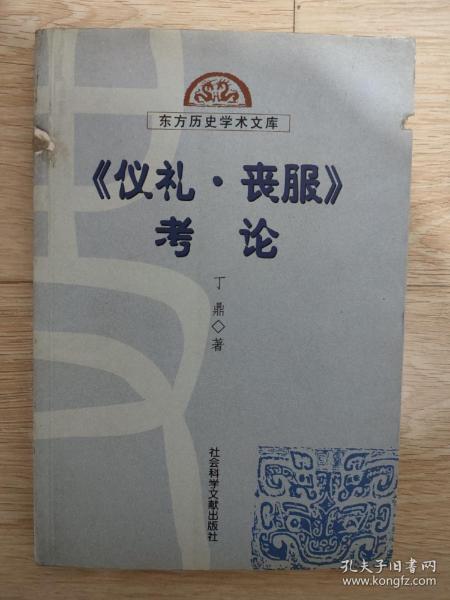 东方历史学术文库
《仪礼·丧服》
考论
丁鼎◇著
社会科学文献出版社
孔夫子旧书网
www.kongfz.com